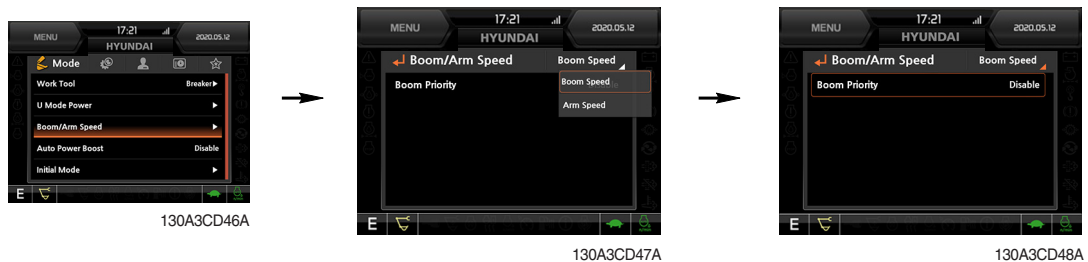 MENU
17:21
2020.05.12
HYUNDAI
Mode
Work Tool
Breaker
U Mode Power
Boom/Arm Speed
Auto Power Boost
Disable
Initial Mode
E
130A3CD46A
MENU
17:21
2020.05.12
HYUNDAI
Boom/Arm Speed
Boom Speed
Boom Priority
Boom Speed
Arm Speed
E
130A3CD47A
MENU
17:21
2020.05.12
HYUNDAI
Boom/Arm Speed
Boom Speed
Boom Priority
Disable
E
130A3CD48A